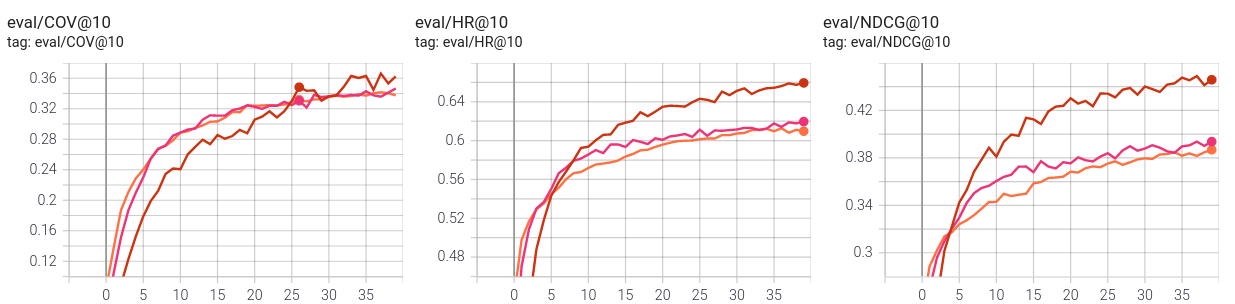 eval/COV@10
tag: eval/COV@10
0.36
0.32
0.28
0.24
0.2
0.16
0.12
0 5 10 15 20 25 30 35
eval/HR@10
tag: eval/HR@10
0.64
0.6
0.56
0.52
0.48
0 5 10 15 20 25 30 35
eval/NDCG@10
tag: eval/NDCG@10
0.42
0.38
0.34
0.3
0 5 10 15 20 25 30 35